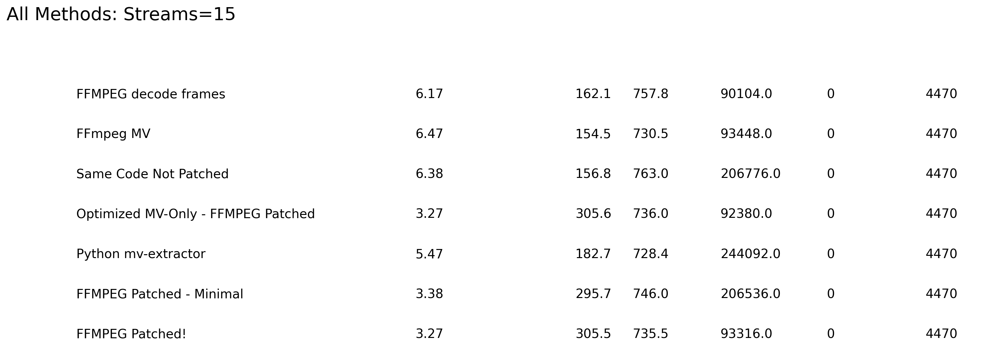 All Methods: Streams=15
FFMPEG decode frames 6.17 162.1 757.8 90104.0 0 4470
FFmpeg MV 6.47 154.5 730.5 93448.0 0 4470
Same Code Not Patched 6.38 156.8 763.0 206776.0 0 4470
Optimized MV-Only - FFMPEG Patched 3.27 305.6 736.0 92380.0 0 4470
Python mv-extractor 5.47 182.7 728.4 244092.0 0 4470
FFMPEG Patched - Minimal 3.38 295.7 746.0 206536.0 0 4470
FFMPEG Patched! 3.27 305.5 735.5 93316.0 0 4470